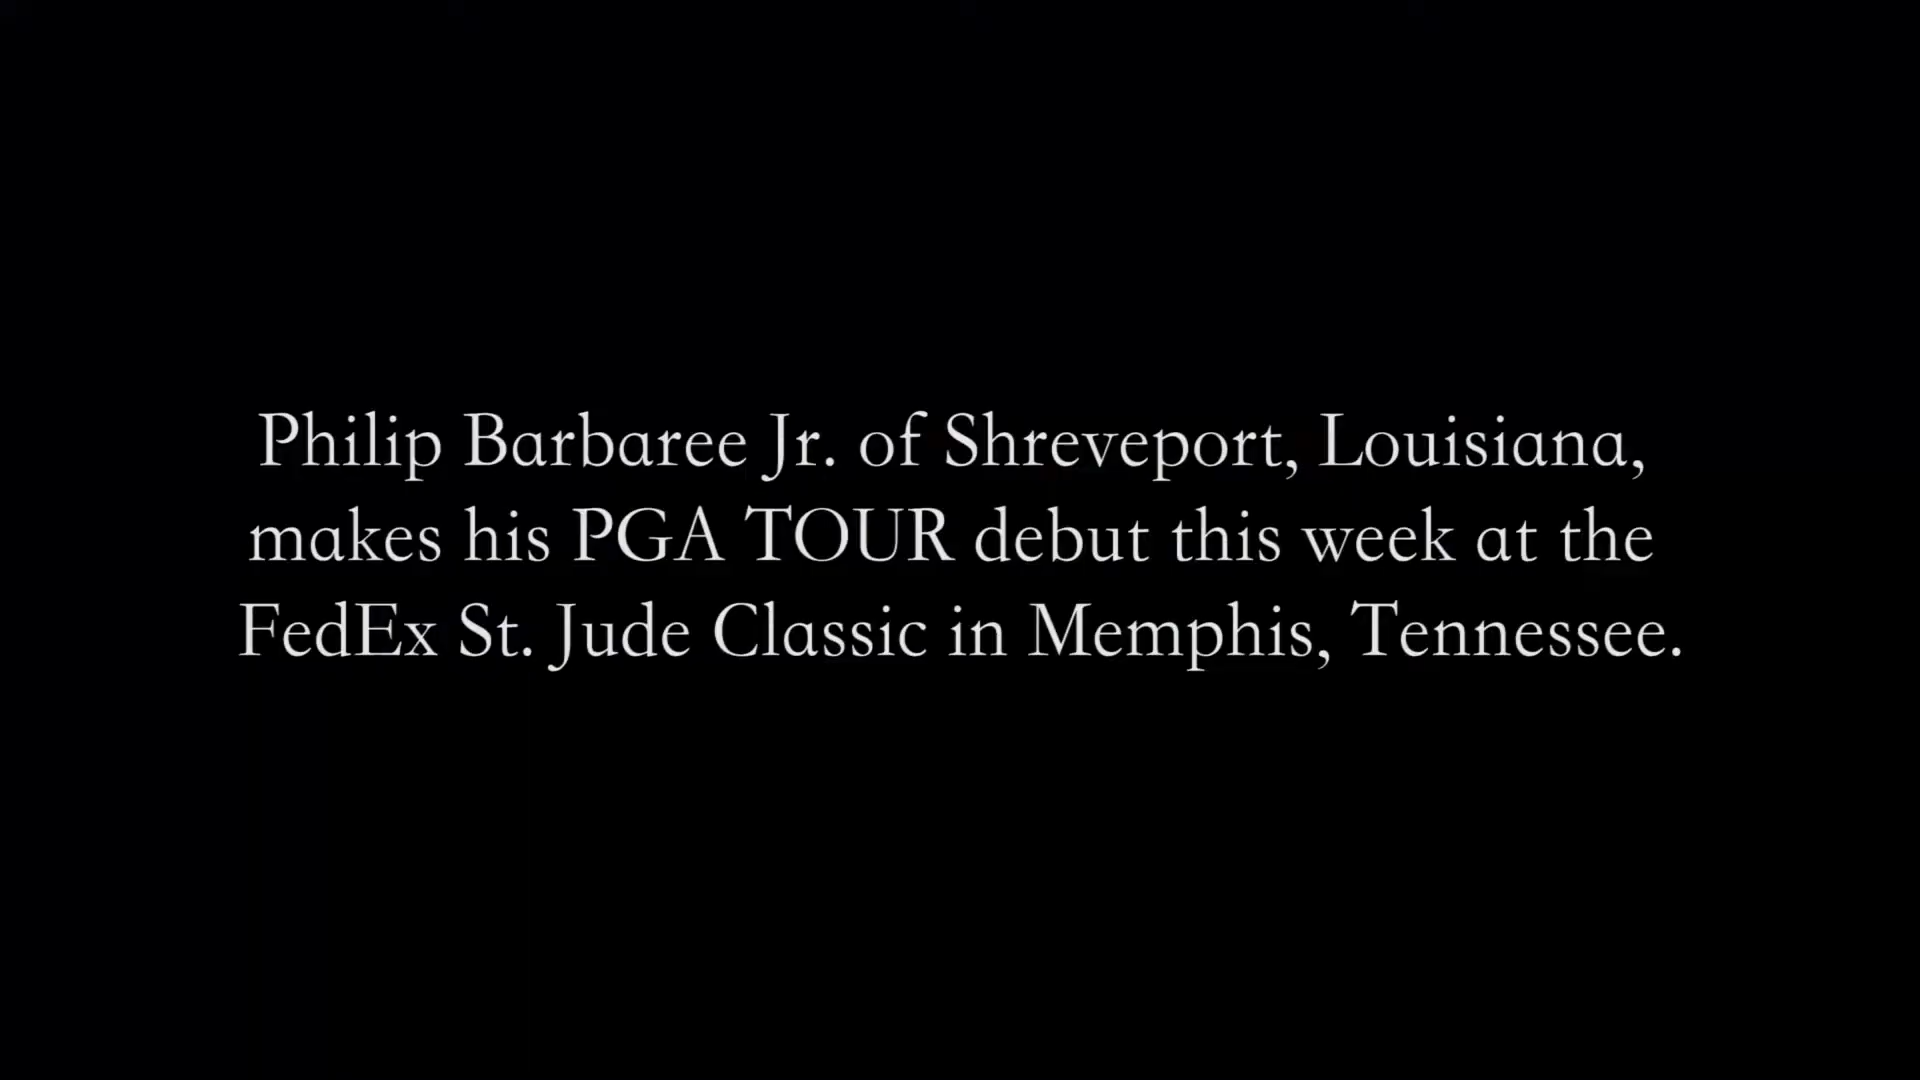 Philip Barbaree Jr. of Shreveport, Louisiana,
makes his PGA TOUR debut this week at the
FedEx St. Jude Classic in Memphis, Tennessee.